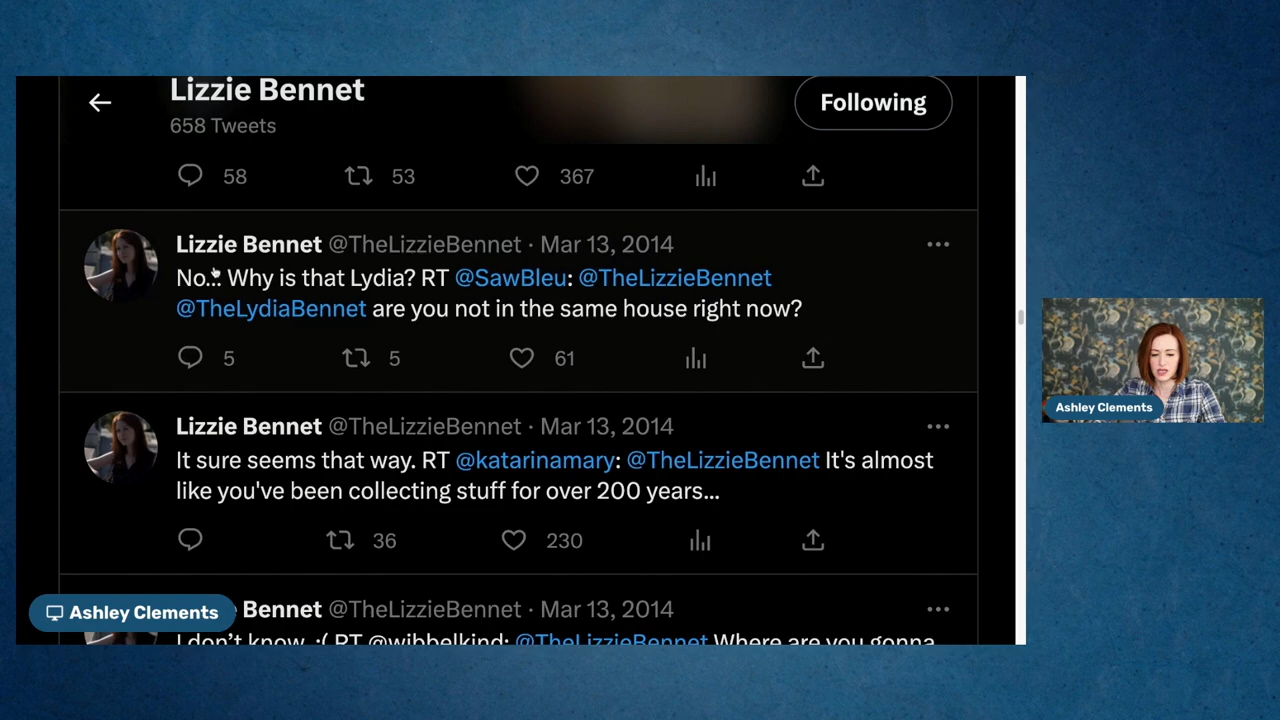 Lizzie Bennet
658 Tweets
Following
58 53 367
Lizzie Bennet @TheLizzieBennet · Mar 13, 2014
No... Why is that Lydia? RT @SawBleu: @TheLizzieBennet
@TheLydiaBennet are you not in the same house right now?
5 5 61
Lizzie Bennet @TheLizzieBennet · Mar 13, 2014
It sure seems that way. RT @katarinamary: @TheLizzieBennet It's almost
like you've been collecting stuff for over 200 years...
36 230
Bennet @TheLizzieBennet · Mar 13, 2014
I don't know. :( RT @wibbelkind: @TheLizzieBennet Where are you gonna
Ashley Clements
Ashley Clements